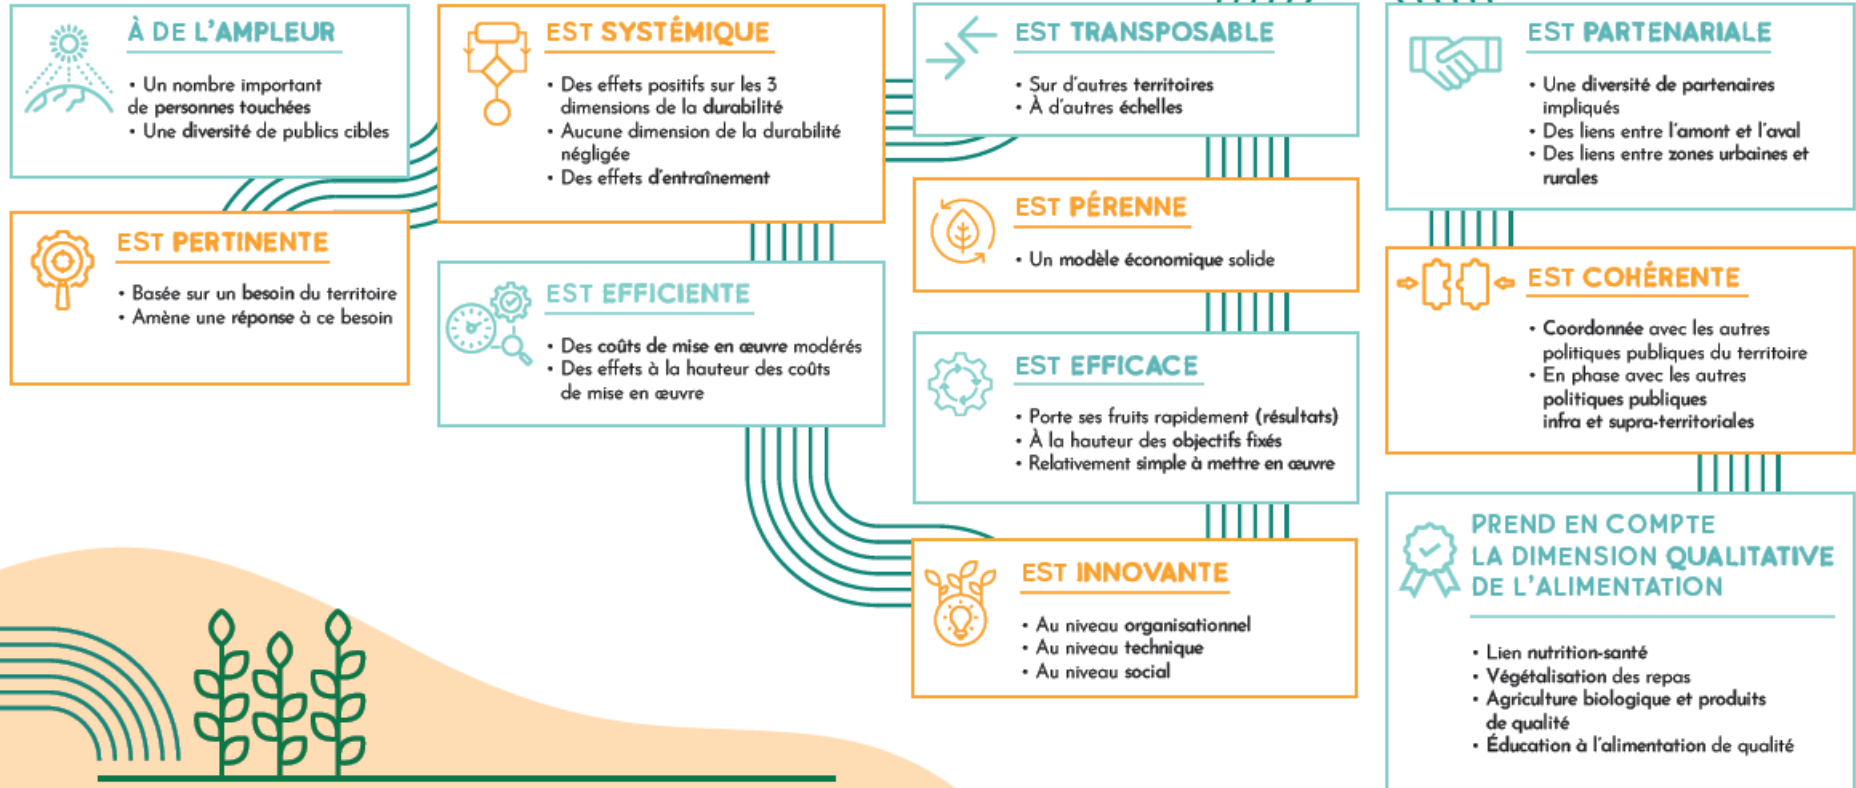 À DE L'AMPLEUR
• Un nombre important
de personnes touchées
• Une diversité de publics cibles
EST PERTINENTE
• Basée sur un besoin du territoire
• Amène une réponse à ce besoin
EST SYSTÉMIQUE
• Des effets positifs sur les 3
dimensions de la durabilité
• Aucune dimension de la durabilité
négligée
• Des effets d'entraînement
EST EFFICIENTE
• Des coûts de mise en œuvre modérés
• Des effets à la hauteur des coûts
de mise en œuvre
EST TRANSPOSABLE
• Sur d'autres territoires
• À d'autres échelles
EST PÉRENNE
• Un modèle économique solide
EST EFFICACE
• Porte ses fruits rapidement (résultats)
• À la hauteur des objectifs fixés
• Relativement simple à mettre en œuvre
EST INNOVANTE
• Au niveau organisationnel
• Au niveau technique
• Au niveau social
EST PARTENARIALE
• Une diversité de partenaires
impliqués
• Des liens entre l'amont et l'aval
• Des liens entre zones urbaines et
rurales
EST COHÉRENTE
• Coordonnée avec les autres
politiques publiques du territoire
• En phase avec les autres
politiques publiques
infra et supra-territoriales
PREND EN COMPTE
LA DIMENSION QUALITATIVE
DE L'ALIMENTATION
• Lien nutrition-santé
• Végétalisation des repas
• Agriculture biologique et produits
de qualité
• Éducation à l'alimentation de qualité